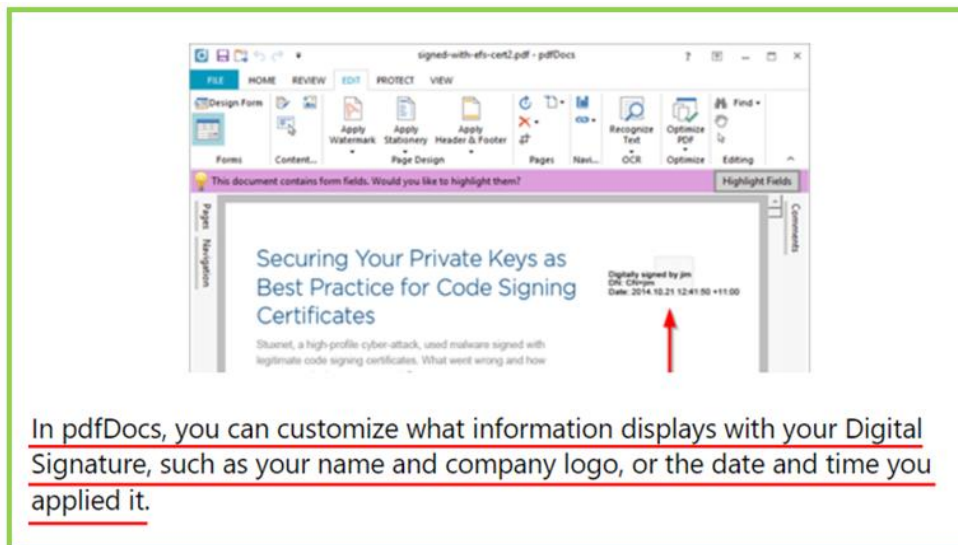 signed-with-efs-cert2.pdf - pdfDocs
FILE HOME REVIEW EDIT PROTECT VIEW
Design Form
Apply Watermark
Apply Stationery
Apply Header & Footer
Recognize Text
Optimize PDF
Find
Forms Content... Page Design Pages Navi... OCR Optimize Editing
This document contains form fields. Would you like to highlight them?
Highlight Fields
Pages
Navigation
Comments
Securing Your Private Keys as
Best Practice for Code Signing
Certificates
Digitally signed by jim
DN: CN=jim
Date: 2014.10.21 12:41:50 +11:00
Stuxnet, a high-profile cyber-attack, used malware signed with
legitimate code signing certificates. What went wrong and how
In pdfDocs, you can customize what information displays with your Digital
Signature, such as your name and company logo, or the date and time you
applied it.